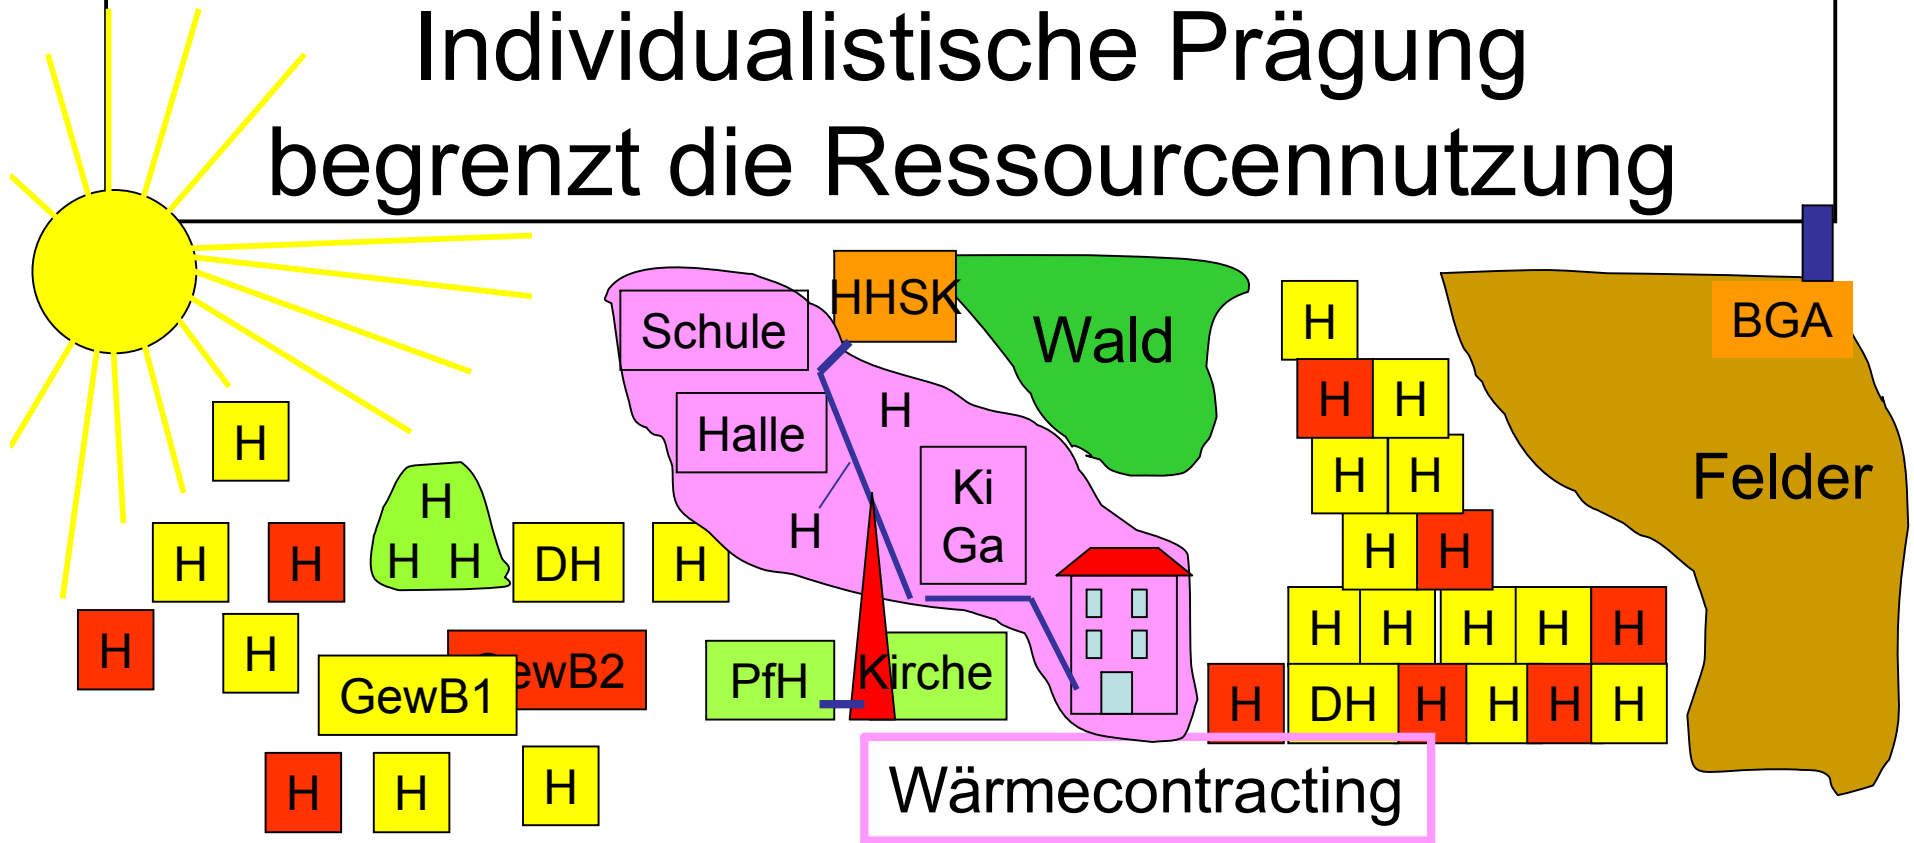 Individualistische Prägung
begrenzt die Ressourcennutzung
HHSK
Schule
Wald
H
BGA
H H
Halle
H
H
Ki
Ga
H H
Felder
H
H H
H
H H
H
H
DH
H
H H
H
H
GewB2
GewB1
PfH
Kirche
H H H H H
H DH H H H H
H
H
H
Wärmecontracting